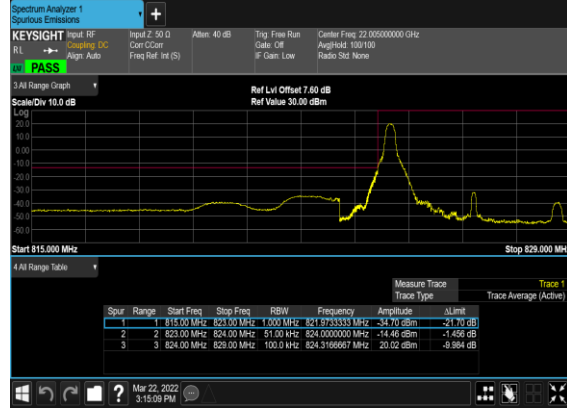 Spectrum Analyzer 1
Spurious Emissions
KEYSIGHT Input: RF Input Z: 50 Ω Atten: 40 dB Trig: Free Run Center Freq: 22.005000000 GHz
RL Coupling: DC Corr CCorr Gate: Off Avg|Hold: 100/100
Align: Auto Freq Ref: Int (S) IF Gain: Low Radio Std: None
PASS
3 All Range Graph
Ref Lvl Offset 7.60 dB
Scale/Div 10.0 dB Ref Value 30.00 dBm
Log
20.0
10.0
0.00
-10.0
-20.0
-30.0
-40.0
-50.0
-60.0
Start 815.000 MHz Stop 829.000 MH
4 All Range Table
Measure Trace Trace 1
Trace Type Trace Average (Active)
Spur Range Start Freq Stop Freq RBW Frequency Amplitude ΔLimit
1 1 815.00 MHz 823.00 MHz 1.000 MHz 821.9733333 MHz -34.70 dBm -21.70 dB
2 2 823.00 MHz 824.00 MHz 51.00 kHz 824.0000000 MHz -14.46 dBm -1.456 dB
3 3 824.00 MHz 829.00 MHz 100.0 kHz 824.3166667 MHz 20.02 dBm -9.984 dB
? Mar 22, 2022
3:15:09 PM